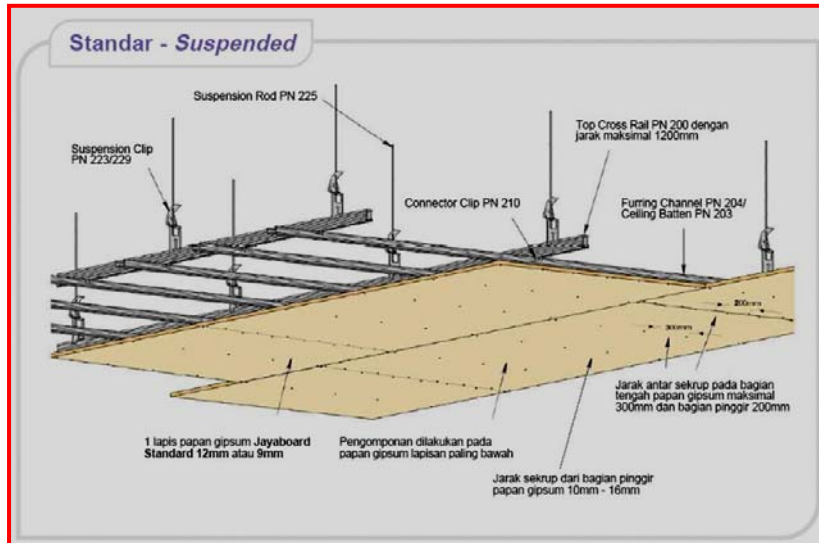 Standar - Suspended
Suspension Rod PN 225
Top Cross Rail PN 200 dengan
jarak maksimal 1200mm
Suspension Clip
PN 223/229
Connector Clip PN 210
Furring Channel PN 204/
Ceiling Batten PN 203
200mm
300mm
Jarak antar sekrup pada bagian
tengah papan gipsum maksimal
300mm dan bagian pinggir 200mm
1 lapis papan gipsum Jayaboard
Standard 12mm atau 9mm
Pengomponan dilakukan pada
papan gipsum lapisan paling bawah
Jarak sekrup dari bagian pinggir
papan gipsum 10mm - 16mm